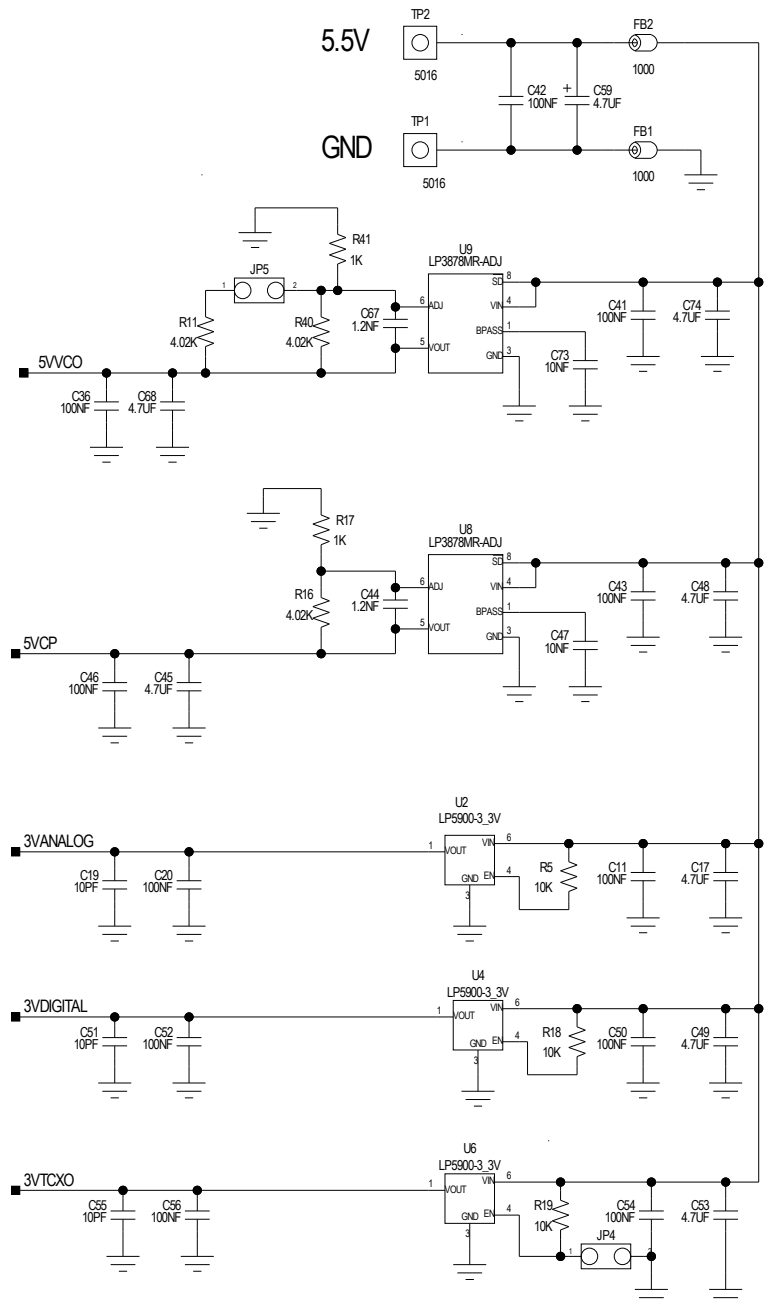 TP2
5.5V
5016
FB2
1000
C42
100NF
+
C59
4.7UF
TP1
GND
5016
FB1
1000
R41
1K
JP5
1
2
R11
4.02K
R40
4.02K
C67
1.2NF
U9
LP3878MR-ADJ
6
ADJ
5
VOUT
SD
8
VIN
4
BPASS
1
GND
3
C73
10NF
C41
100NF
C74
4.7UF
5VVCO
C36
100NF
C68
4.7UF
R17
1K
R16
4.02K
C44
1.2NF
U8
LP3878MR-ADJ
6
ADJ
5
VOUT
SD
8
VIN
4
BPASS
1
GND
3
C47
10NF
C43
100NF
C48
4.7UF
5VCP
C46
100NF
C45
4.7UF
U2
LP5900-3_3V
3VANALOG
C19
10PF
C20
100NF
1
VOUT
VIN
6
GND
EN
4
3
R5
10K
C11
100NF
C17
4.7UF
U4
LP5900-3_3V
3VDIGITAL
C51
10PF
C52
100NF
1
VOUT
VIN
6
GND
EN
4
3
R18
10K
C50
100NF
C49
4.7UF
U6
LP5900-3_3V
3VTCXO
C55
10PF
C56
100NF
1
VOUT
VIN
6
GND
EN
4
3
R19
10K
JP4
1
2
C54
100NF
C53
4.7UF